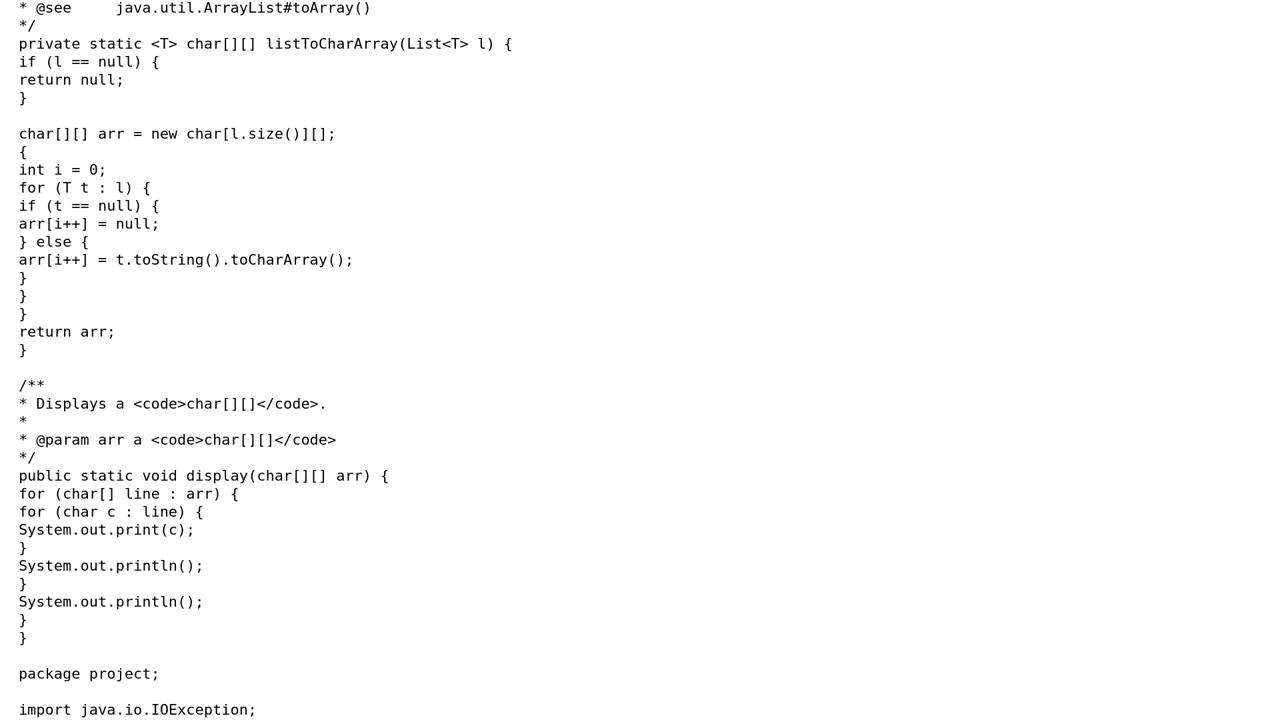 * @see     java.util.ArrayList#toArray()
*/
private static <T> char[][] listToCharArray(List<T> l) {
if (l == null) {
return null;
}

char[][] arr = new char[l.size()][];
{
int i = 0;
for (T t : l) {
if (t == null) {
arr[i++] = null;
} else {
arr[i++] = t.toString().toCharArray();
}
}
}
return arr;
}

/**
* Displays a <code>char[][]</code>.
*
* @param arr a <code>char[][]</code>
*/
public static void display(char[][] arr) {
for (char[] line : arr) {
for (char c : line) {
System.out.print(c);
}
System.out.println();
}
System.out.println();
}
}

package project;

import java.io.IOException;